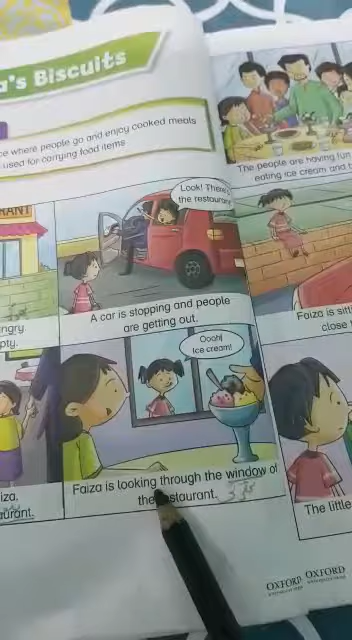 a's Biscuits
ce where people go and enjoy cooked meals
used for carrying food items
The people are having fun
eating ice cream and
RANT
Look! There's
the restaurant
ngry
pty.
A car is stopping and people
are getting out.
Faiza is sitt
close
Oooh!
Ice cream!
iza.
aurant.
Faiza is looking through the window of
the staurant.
The little
OXFORD OXFORD